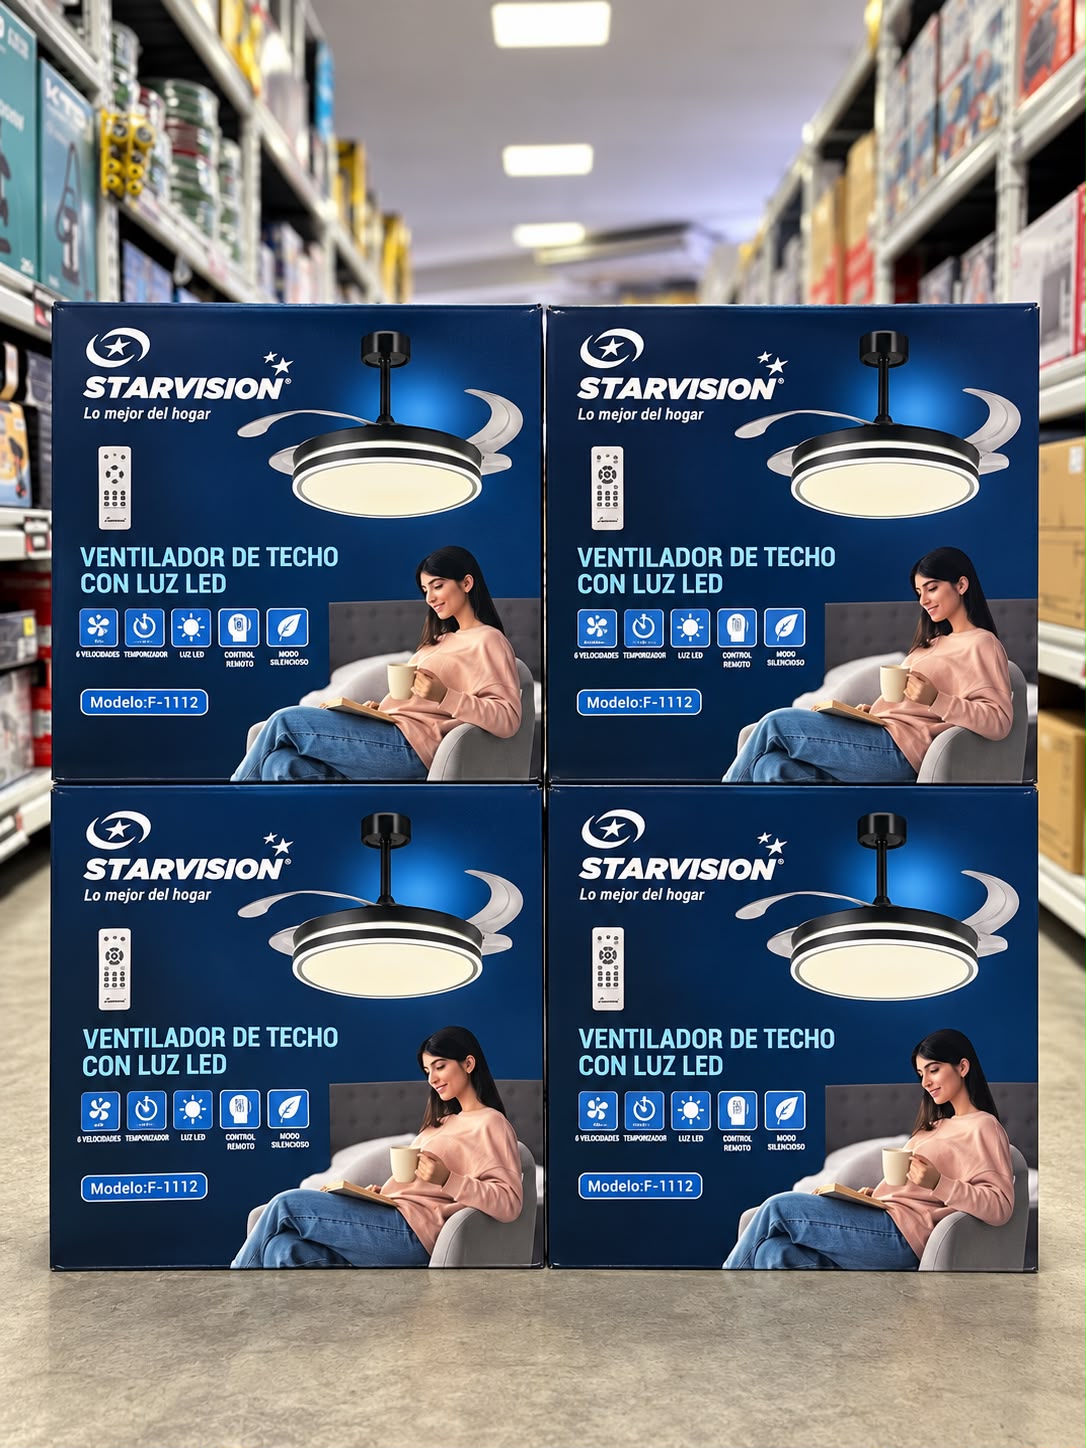 STARVISION®
Lo mejor del hogar
VENTILADOR DE TECHO
CON LUZ LED
6 VELOCIDADES
TEMPORIZADOR
LUZ LED
CONTROL
REMOTO
MODO
SILENCIOSO
Modelo:F-1112
STARVISION®
Lo mejor del hogar
VENTILADOR DE TECHO
CON LUZ LED
6 VELOCIDADES
TEMPORIZADOR
LUZ LED
CONTROL
REMOTO
MODO
SILENCIOSO
Modelo:F-1112
STARVISION®
Lo mejor del hogar
VENTILADOR DE TECHO
CON LUZ LED
6 VELOCIDADES
TEMPORIZADOR
LUZ LED
CONTROL
REMOTO
MODO
SILENCIOSO
Modelo:F-1112
STARVISION®
Lo mejor del hogar
VENTILADOR DE TECHO
CON LUZ LED
6 VELOCIDADES
TEMPORIZADOR
LUZ LED
CONTROL
REMOTO
MODO
SILENCIOSO
Modelo:F-1112